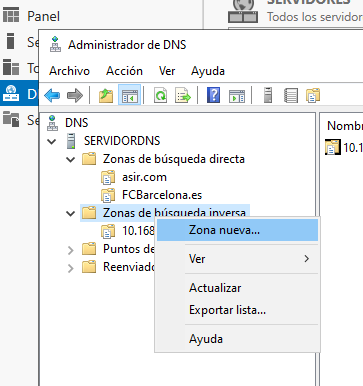 SERVIDORES
Todos los servidor
Panel
Se
To
D
Se
Administrador de DNS
Archivo Acción Ver Ayuda
DNS
SERVIDORDNS
Zonas de búsqueda directa
asir.com
FCBarcelona.es
Zonas de búsqueda inversa
10.168
Puntos de
Reenviado
Nombre
10.1
Zona nueva...
Ver
Actualizar
Exportar lista...
Ayuda